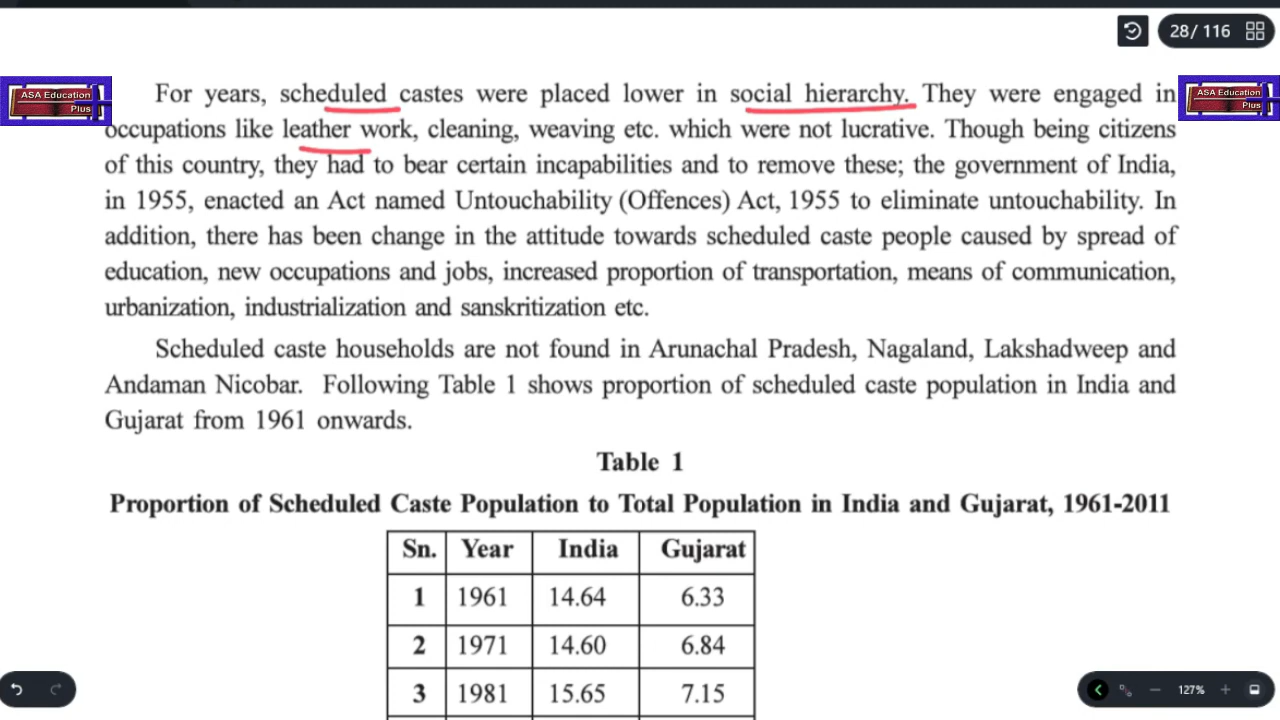 28/ 116
ASA Education
Plus
ASA Education
Plus
For years, scheduled castes were placed lower in social hierarchy. They were engaged in
occupations like leather work, cleaning, weaving etc. which were not lucrative. Though being citizens
of this country, they had to bear certain incapabilities and to remove these; the government of India,
in 1955, enacted an Act named Untouchability (Offences) Act, 1955 to eliminate untouchability. In
addition, there has been change in the attitude towards scheduled caste people caused by spread of
education, new occupations and jobs, increased proportion of transportation, means of communication,
urbanization, industrialization and sanskritization etc.
Scheduled caste households are not found in Arunachal Pradesh, Nagaland, Lakshadweep and
Andaman Nicobar. Following Table 1 shows proportion of scheduled caste population in India and
Gujarat from 1961 onwards.
Table 1
Proportion of Scheduled Caste Population to Total Population in India and Gujarat, 1961-2011
Sn. Year India Gujarat
1 1961 14.64 6.33
2 1971 14.60 6.84
3 1981 15.65 7.15
127%